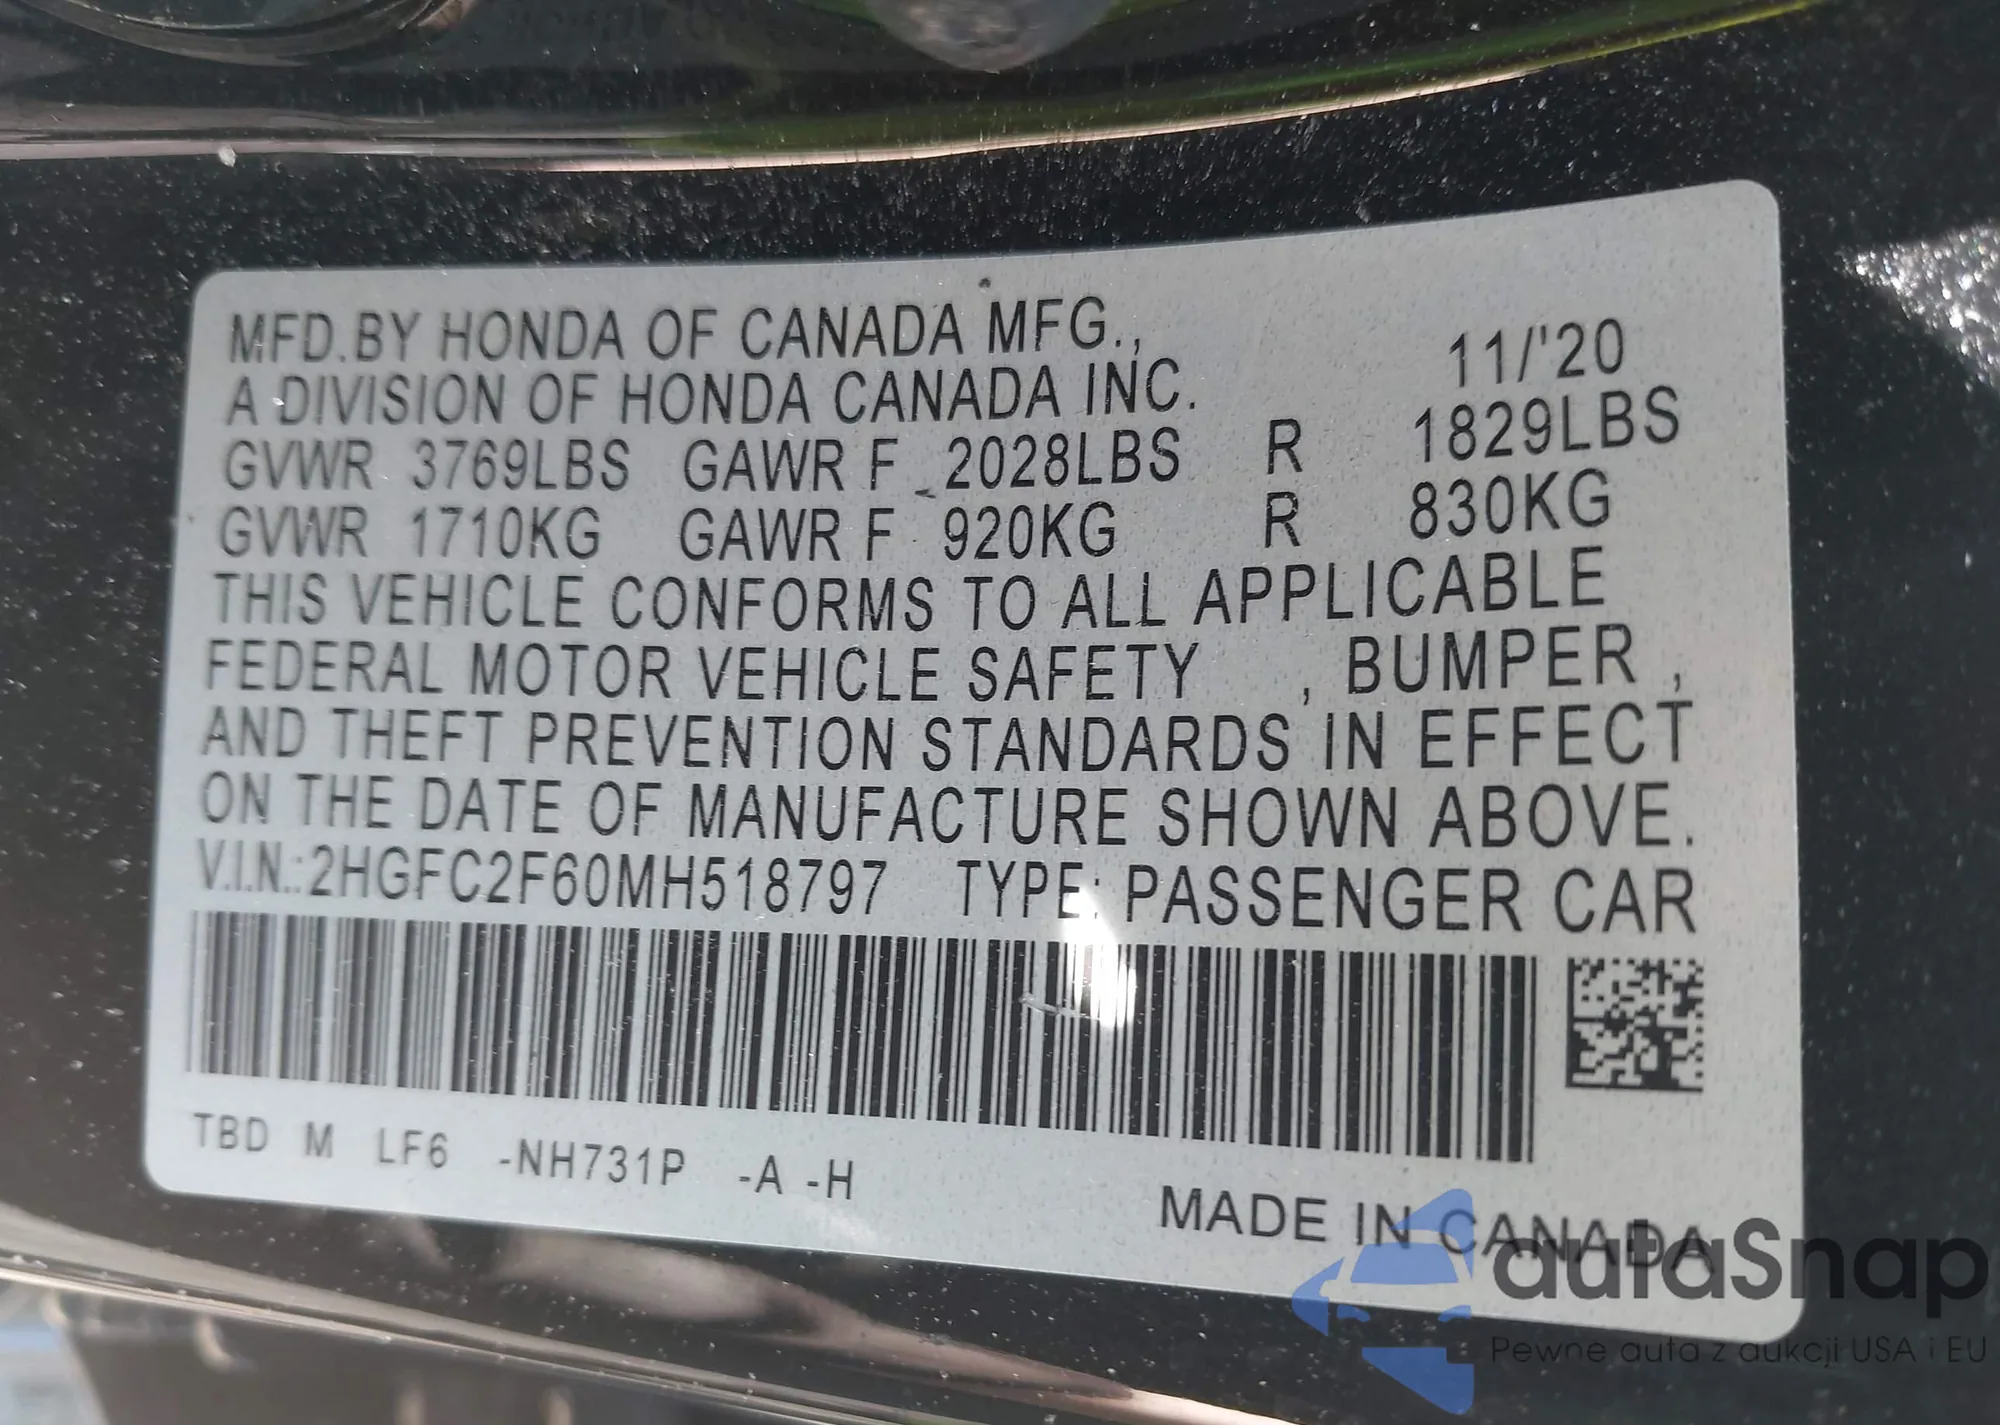 MFD.BY HONDA OF CANADA MFG.,
A DIVISION OF HONDA CANADA INC. 11/'20
GVWR 3769LBS GAWR F 2028LBS R 1829LBS
GVWR 1710KG GAWR F 920KG R 830KG
THIS VEHICLE CONFORMS TO ALL APPLICABLE
FEDERAL MOTOR VEHICLE SAFETY , BUMPER ,
AND THEFT PREVENTION STANDARDS IN EFFECT
ON THE DATE OF MANUFACTURE SHOWN ABOVE.
V.I.N.:2HGFC2F60MH518797 TYPE: PASSENGER CAR
TBD M LF6 -NH731P -A -H
MADE IN CANADA
autaSnap
Pewne auta z aukcji USA i EU